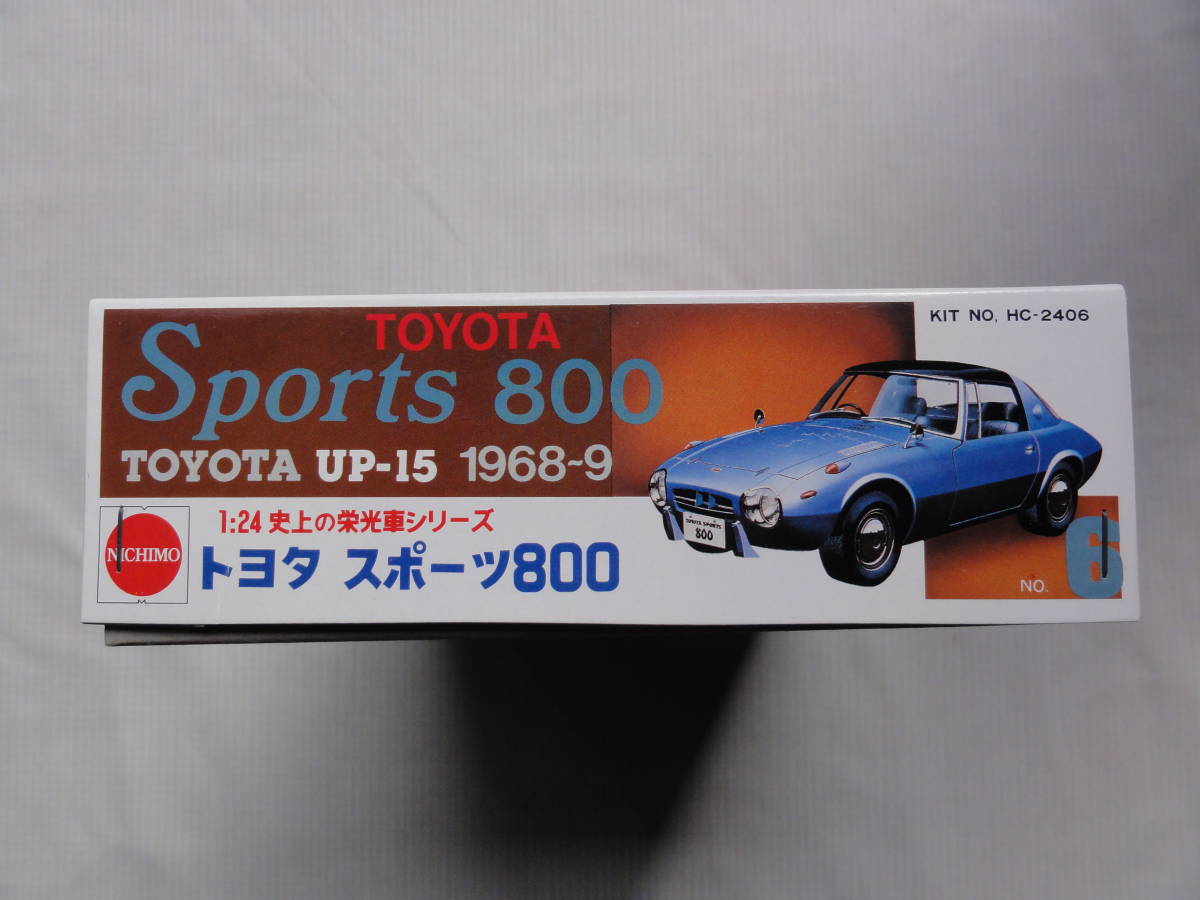 TOYOTA
Sports 800
TOYOTA UP-15 1968~9
KIT NO, HC-2406
TOYOTA SPORTS
800
NICHIMO
1:24 史上の栄光車シリーズ
トヨタ スポーツ800
NO. 6